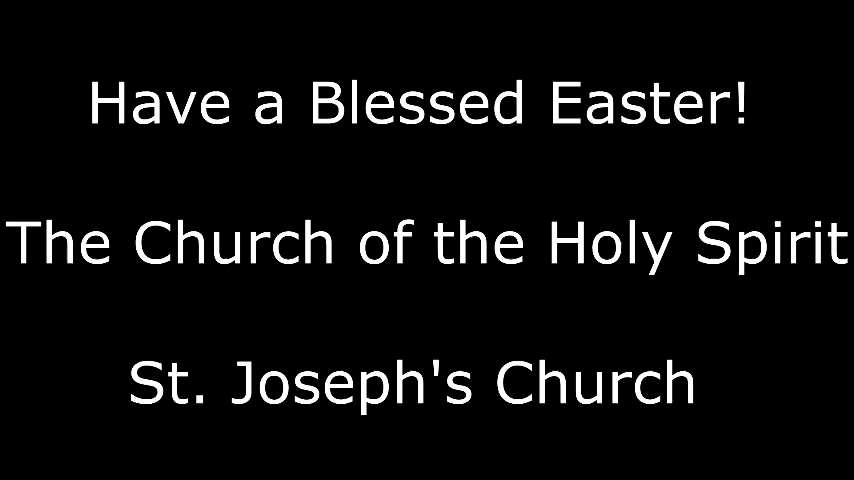 Have a Blessed Easter!
The Church of the Holy Spirit
St. Joseph's Church